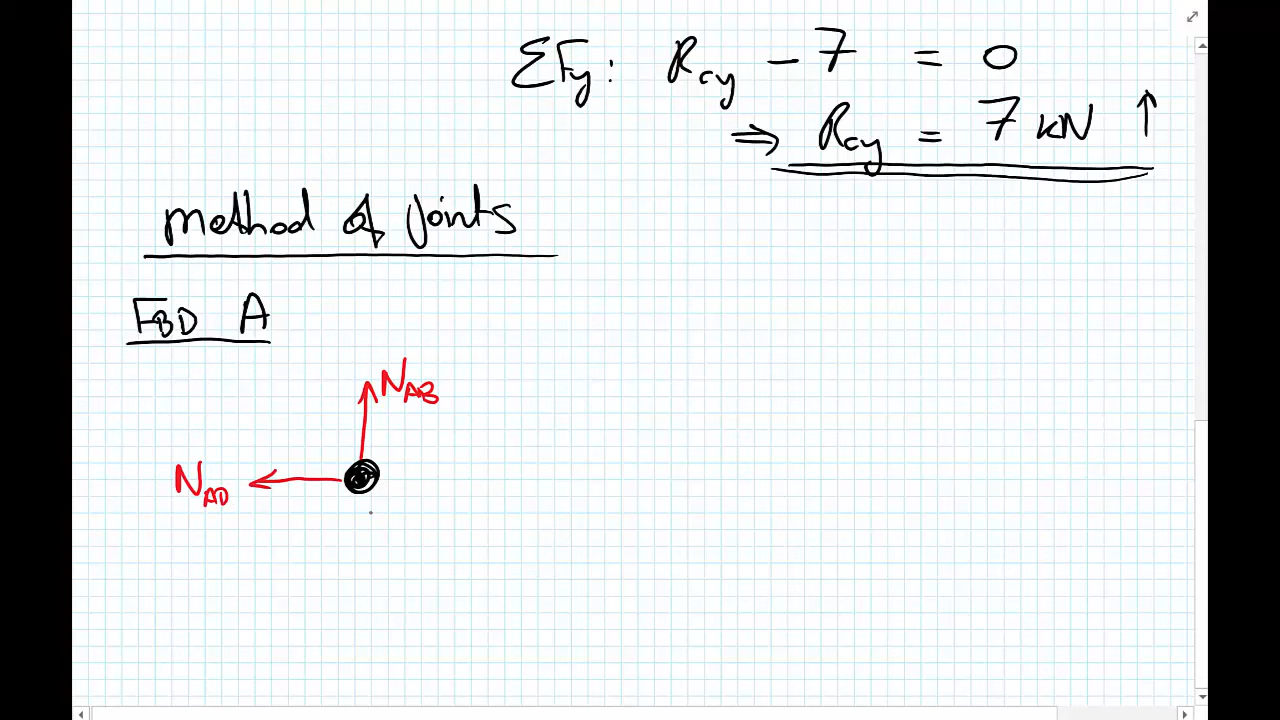 ΣFy: Rcy - 7 = 0
⇒ Rcy = 7 kN ↑
Method of joints
FBD A
NAB
NAD